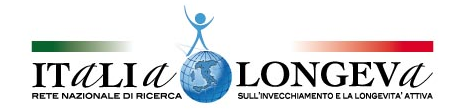 ITaLia LONGEVa
RETE NAZIONALE DI RICERCA SULL'INVECCHIAMENTO E LA LONGEVITA' ATTIVA